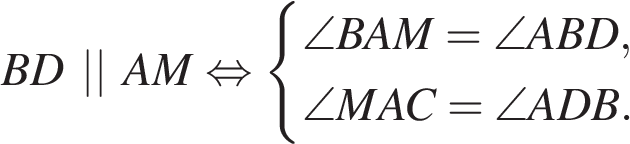 BD || AM ⇔ { ∠BAM = ∠ABD,
∠MAC = ∠ADB.